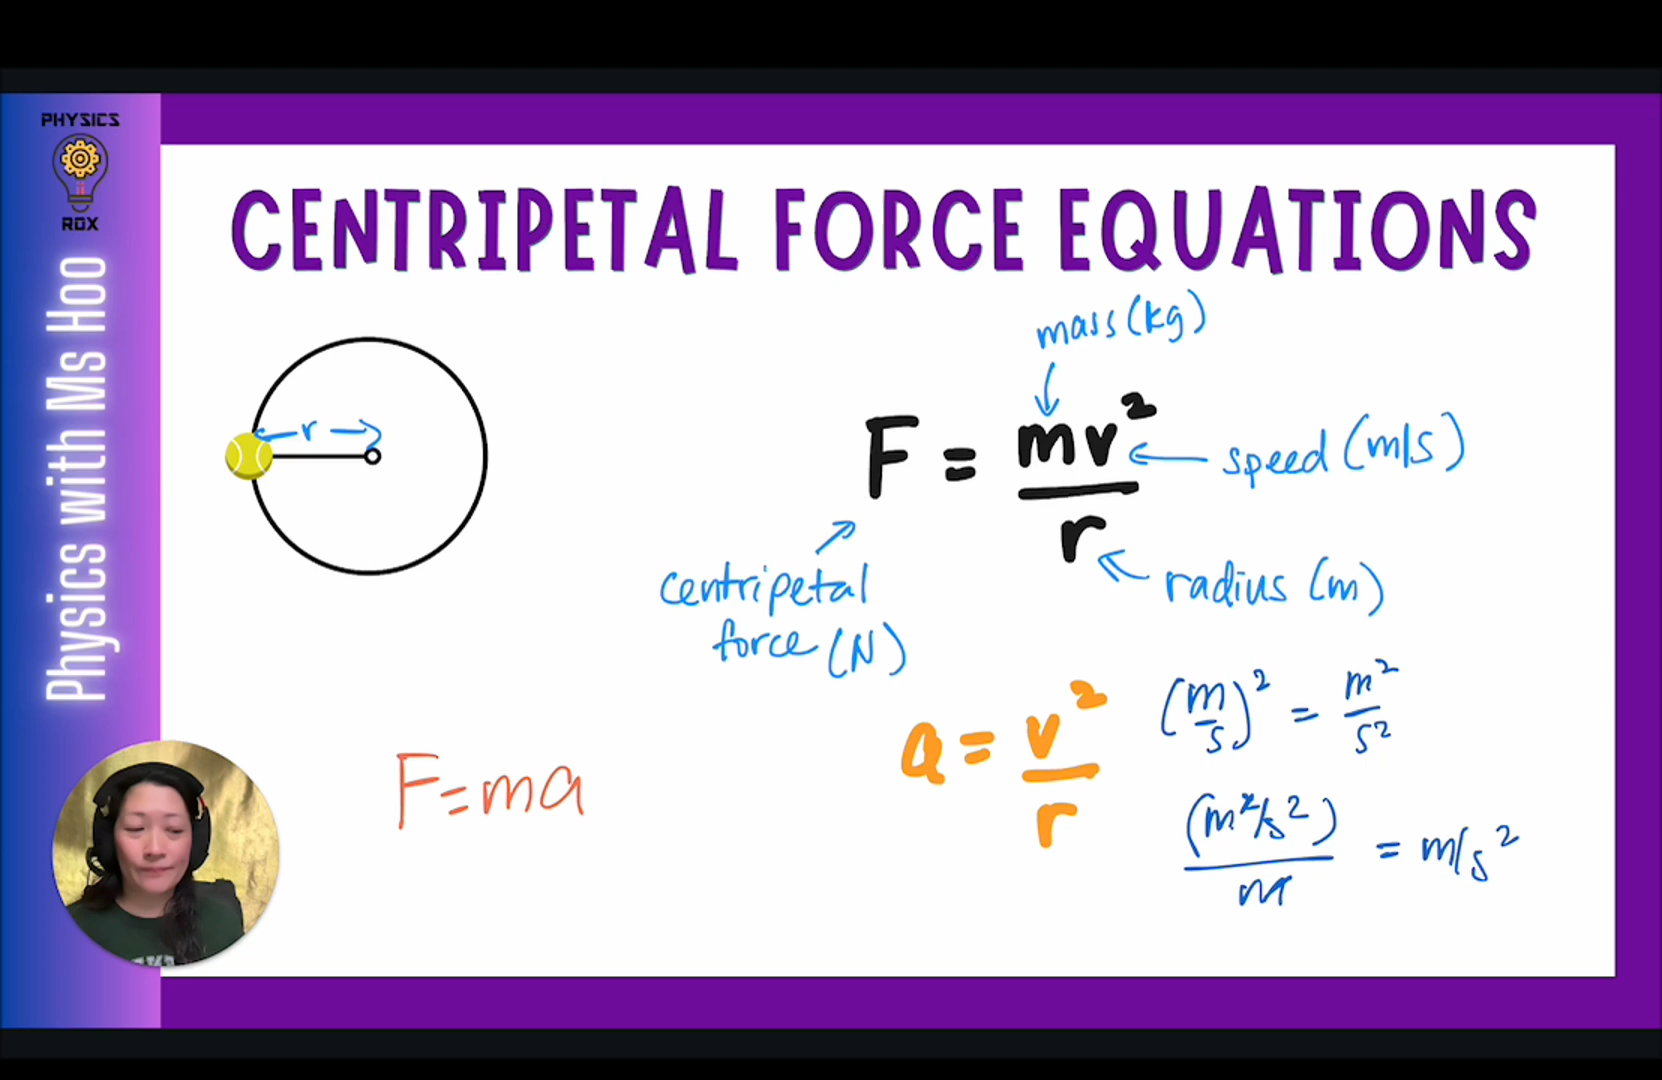 PHYSICS
ROX
Physics with Ms Hoo
CENTRIPETAL FORCE EQUATIONS
mass (kg)
r
F = mv²/r
speed (m/s)
centripetal
force (N)
radius (m)
a = v²/r
(m/s)² = m²/s²
F=ma
(m²/s²)/m = m/s²